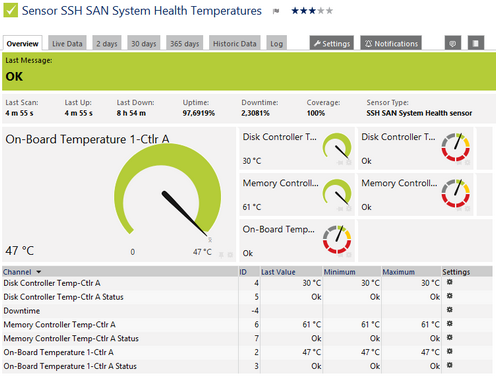 Sensor SSH SAN System Health Temperatures
Overview Live Data 2 days 30 days 365 days Historic Data Log Settings Notifications
Last Message:
OK
Last Scan: Last Up: Last Down: Uptime: Downtime: Coverage: Sensor Type:
4 m 55 s 4 m 55 s 8 h 54 m 97,6919% 2,3081% 100% SSH SAN System Health sensor
On-Board Temperature 1-Ctlr A
47 °C
0 47 °C
Disk Controller T...
30 °C
Disk Controller T...
Ok
Memory Controll...
61 °C
Memory Controll...
Ok
On-Board Temp...
Ok
Channel ID Last Value Minimum Maximum Settings
Disk Controller Temp-Ctlr A 4 30 °C 30 °C 30 °C
Disk Controller Temp-Ctlr A Status 5 Ok Ok Ok
Downtime -4
Memory Controller Temp-Ctlr A 6 61 °C 61 °C 61 °C
Memory Controller Temp-Ctlr A Status 7 Ok Ok Ok
On-Board Temperature 1-Ctlr A 2 47 °C 47 °C 47 °C
On-Board Temperature 1-Ctlr A Status 3 Ok Ok Ok